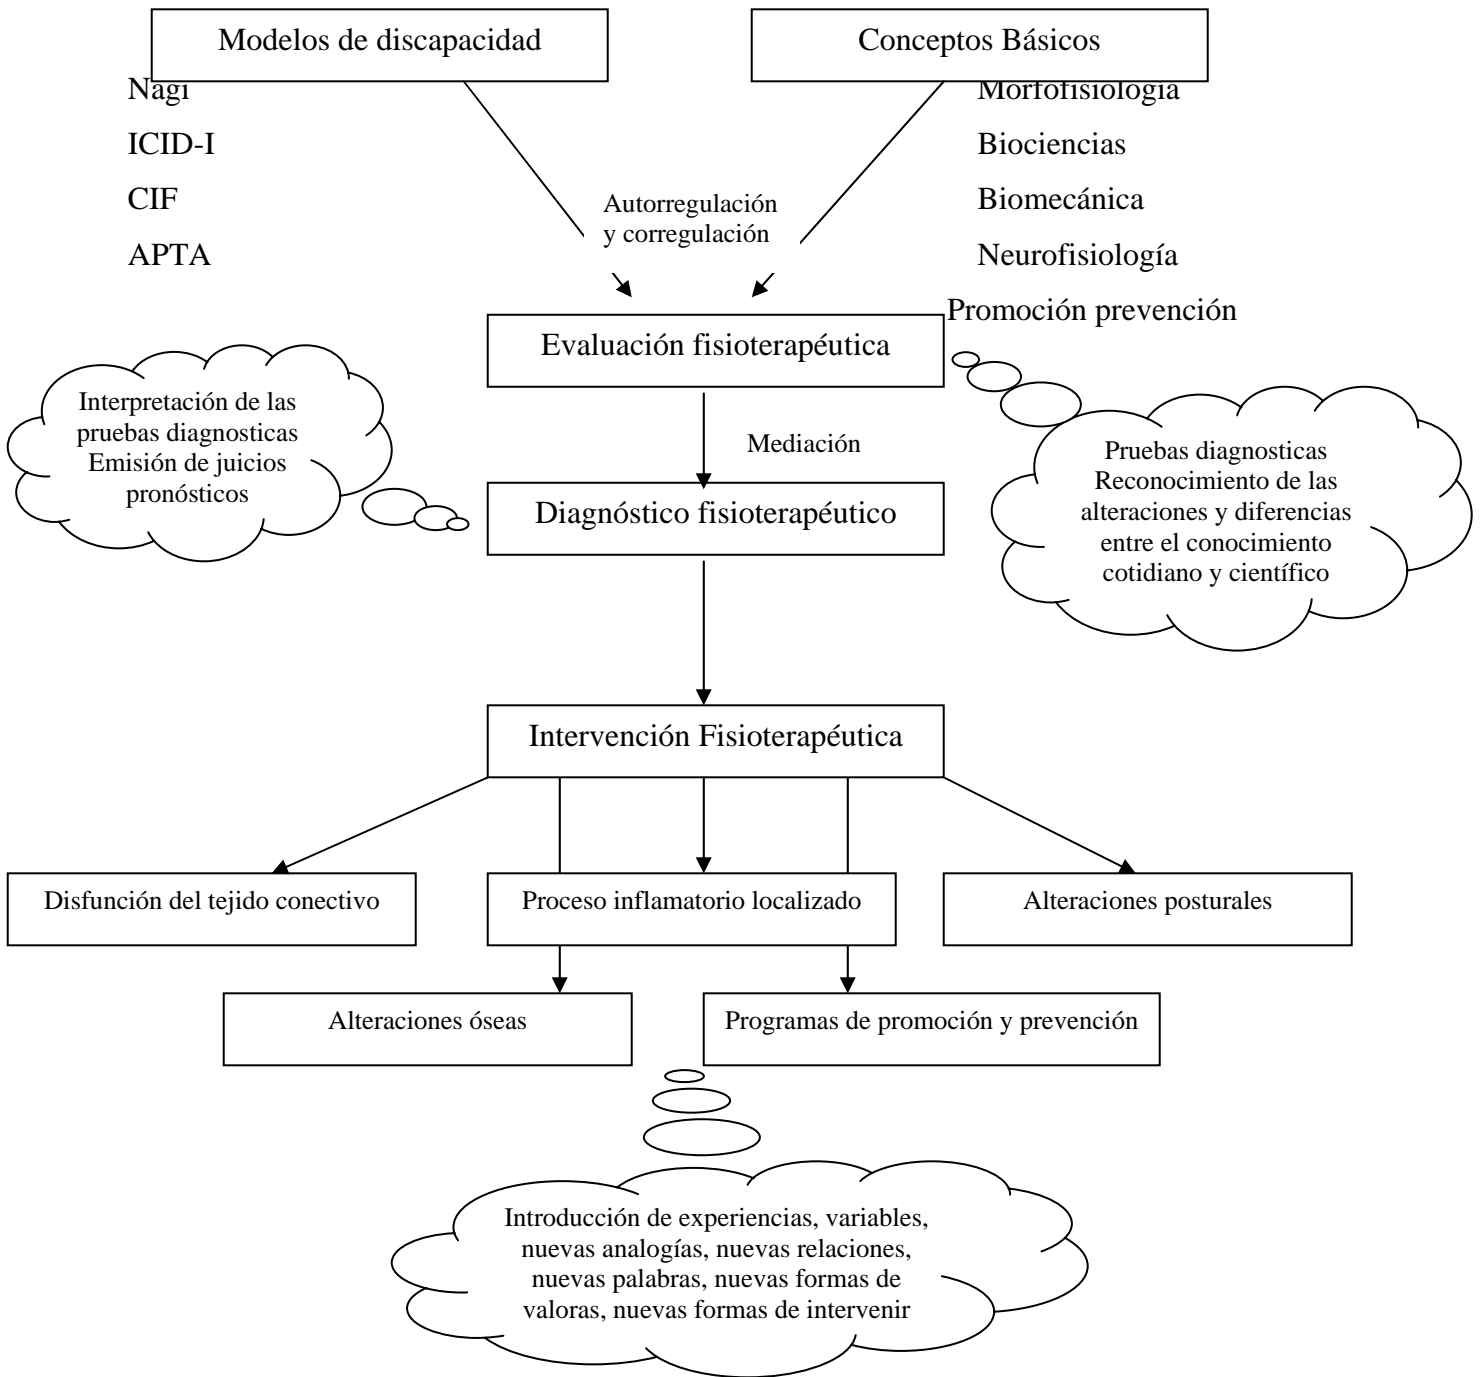 Modelos de discapacidad
Conceptos Básicos
Nagi
ICID-I
CIF
APTA
Morfofisiología
Biociencias
Biomecánica
Neurofisiología
Promoción prevención
Autorregulación
y corregulación
Evaluación fisioterapéutica
Interpretación de las
pruebas diagnosticas
Emisión de juicios
pronósticos
Mediación
Pruebas diagnosticas
Reconocimiento de las
alteraciones y diferencias
entre el conocimiento
cotidiano y científico
Diagnóstico fisioterapéutico
Intervención Fisioterapéutica
Disfunción del tejido conectivo
Proceso inflamatorio localizado
Alteraciones posturales
Alteraciones óseas
Programas de promoción y prevención
Introducción de experiencias, variables,
nuevas analogías, nuevas relaciones,
nuevas palabras, nuevas formas de
valoras, nuevas formas de intervenir